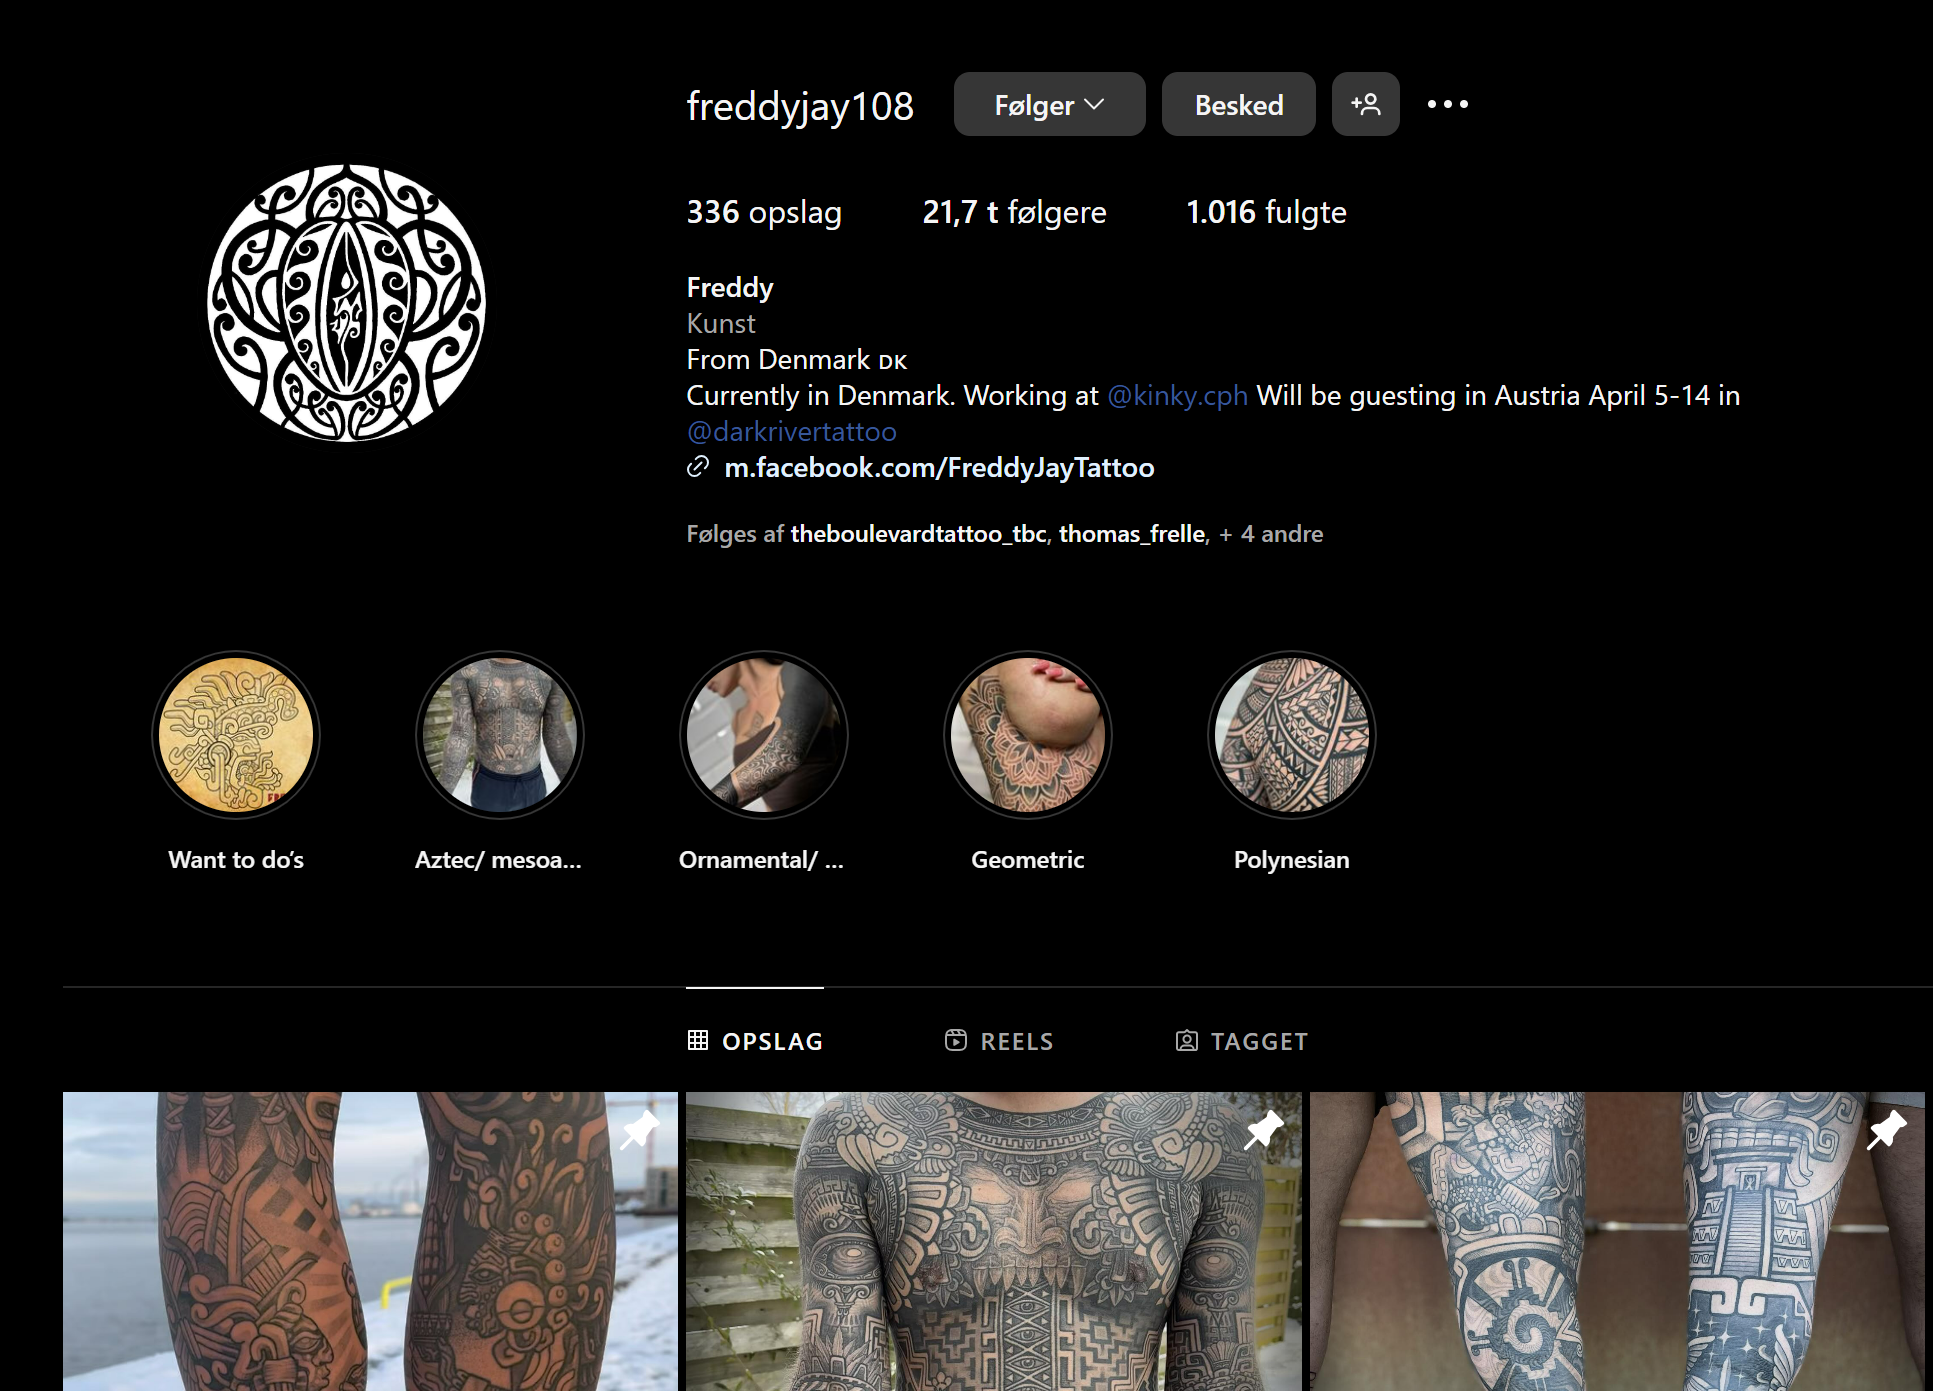 freddyjay108 Følger Besked
336 opslag 21,7 t følgere 1.016 fulgte
Freddy
Kunst
From Denmark ᴅᴋ
Currently in Denmark. Working at @kinky.cph Will be guesting in Austria April 5-14 in
@darkrivertattoo
m.facebook.com/FreddyJayTattoo
Følges af theboulevardtattoo_tbc, thomas_frelle, + 4 andre
Want to do’s Aztec/ mesoa... Ornamental/ ... Geometric Polynesian
OPSLAG REELS TAGGET